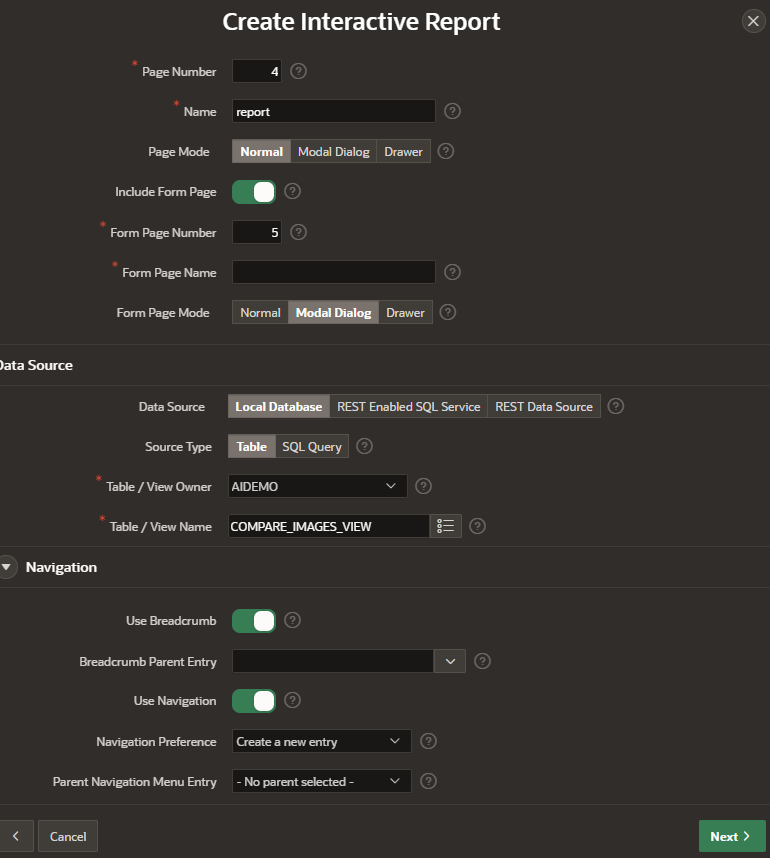 Create Interactive Report
* Page Number 4 ?
* Name report ?
Page Mode Normal Modal Dialog Drawer ?
Include Form Page ?
* Form Page Number 5 ?
* Form Page Name ?
Form Page Mode Normal Modal Dialog Drawer ?
Data Source
Data Source Local Database REST Enabled SQL Service REST Data Source ?
Source Type Table SQL Query ?
* Table / View Owner AIDEMO ?
* Table / View Name COMPARE_IMAGES_VIEW ?
Navigation
Use Breadcrumb ?
Breadcrumb Parent Entry ?
Use Navigation ?
Navigation Preference Create a new entry ?
Parent Navigation Menu Entry - No parent selected - ?
Cancel Next